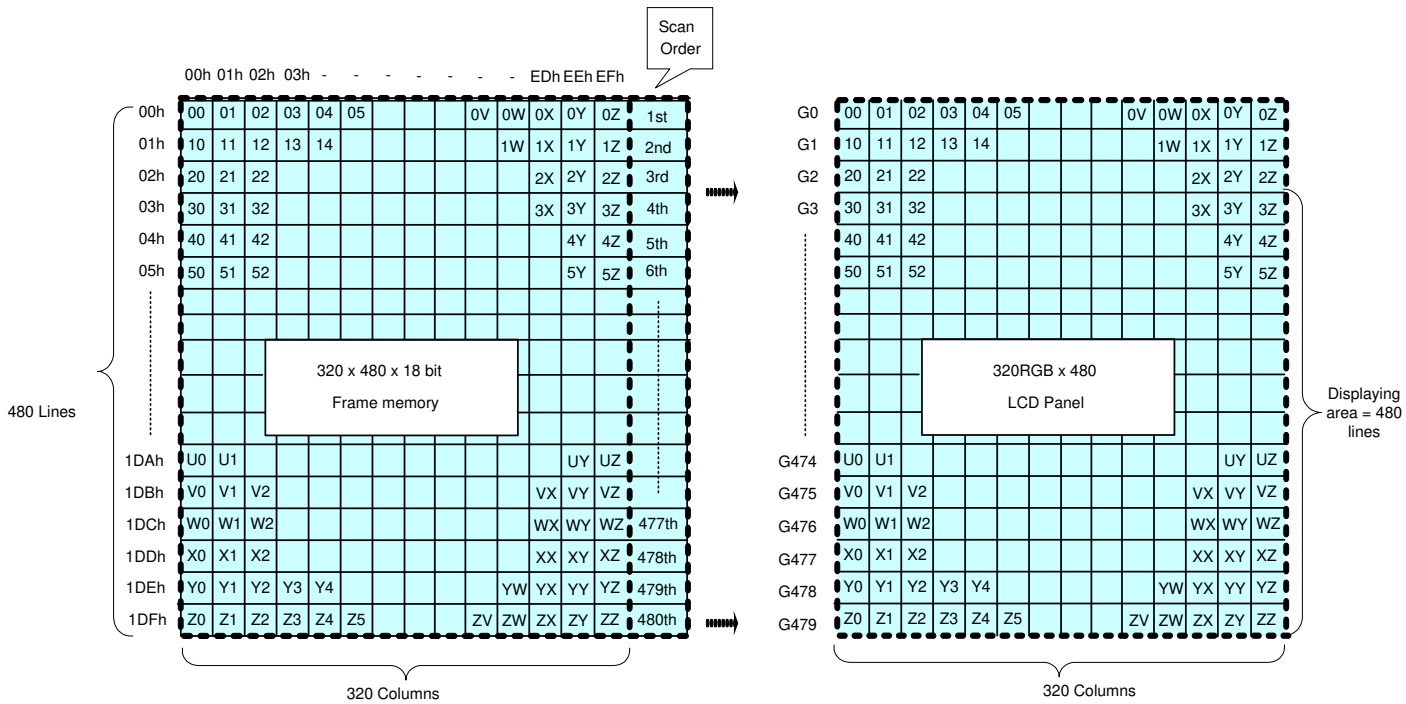 Scan
Order
00h 01h 02h 03h - - - - - - - EDh EEh EFh
00h 00 01 02 03 04 05 0V 0W 0X 0Y 0Z 1st
01h 10 11 12 13 14 1W 1X 1Y 1Z 2nd
02h 20 21 22 2X 2Y 2Z 3rd
03h 30 31 32 3X 3Y 3Z 4th
04h 40 41 42 4Y 4Z 5th
05h 50 51 52 5Y 5Z 6th
320 x 480 x 18 bit
Frame memory
480 Lines
1DAh U0 U1 UY UZ
1DBh V0 V1 V2 VX VY VZ
1DCh W0 W1 W2 WX WY WZ 477th
1DDh X0 X1 X2 XX XY XZ 478th
1DEh Y0 Y1 Y2 Y3 Y4 YW YX YY YZ 479th
1DFh Z0 Z1 Z2 Z3 Z4 Z5 ZV ZW ZX ZY ZZ 480th
320 Columns
G0 00 01 02 03 04 05 0V 0W 0X 0Y 0Z
G1 10 11 12 13 14 1W 1X 1Y 1Z
G2 20 21 22 2X 2Y 2Z
G3 30 31 32 3X 3Y 3Z
40 41 42 4Y 4Z
50 51 52 5Y 5Z
320RGB x 480
LCD Panel
Displaying
area = 480
lines
G474 U0 U1 UY UZ
G475 V0 V1 V2 VX VY VZ
G476 W0 W1 W2 WX WY WZ
G477 X0 X1 X2 XX XY XZ
G478 Y0 Y1 Y2 Y3 Y4 YW YX YY YZ
G479 Z0 Z1 Z2 Z3 Z4 Z5 ZV ZW ZX ZY ZZ
320 Columns